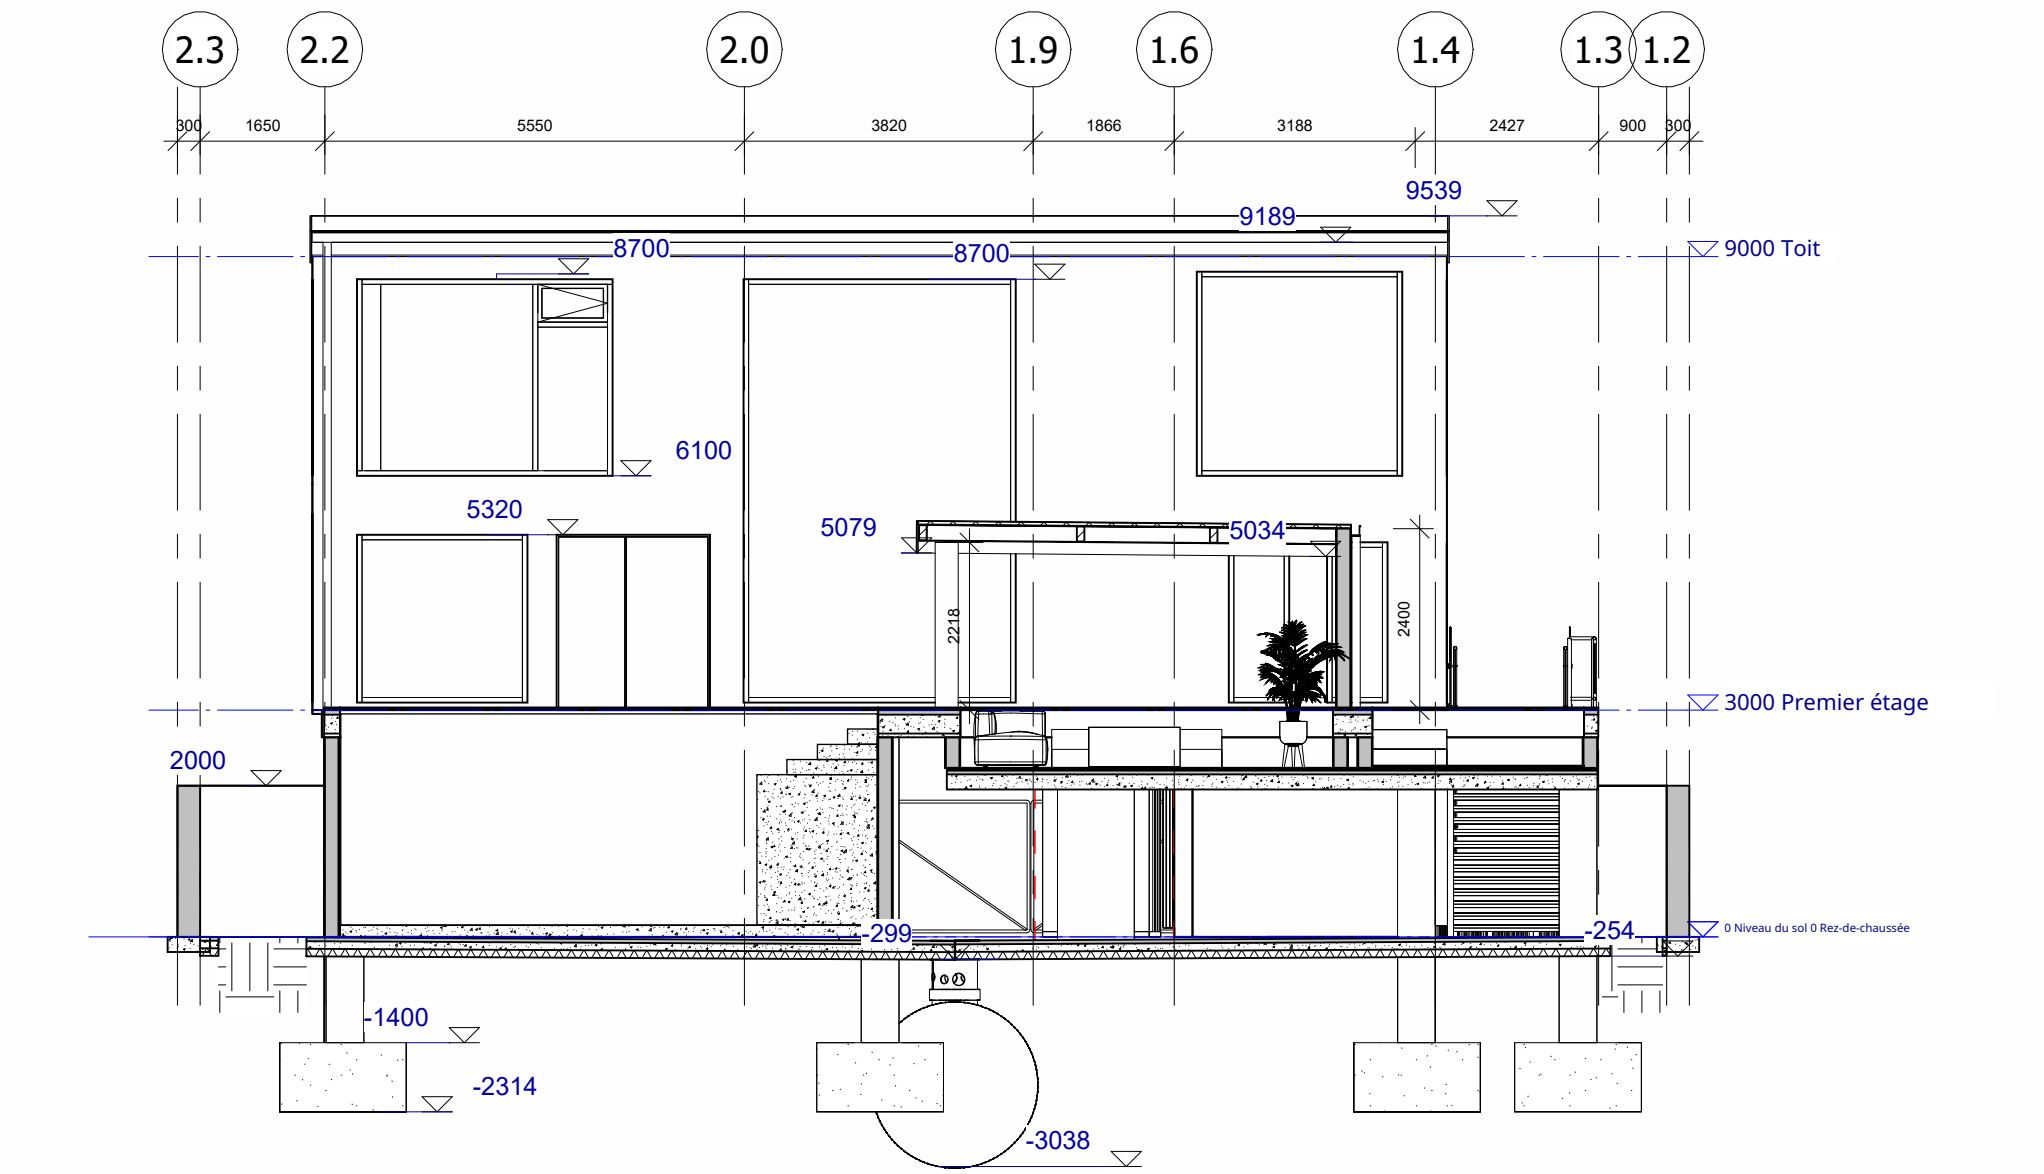 2.3 2.2 2.0 1.9 1.6 1.4 1.3 1.2
300 1650 5550 3820 1866 3188 2427 900 300
9539
9189
8700 8700 9000 Toit
6100
5320
5079 5034
2218 2400
3000 Premier étage
2000
-299 -254 0 Niveau du sol 0 Rez-de-chaussée
-1400
-2314
-3038